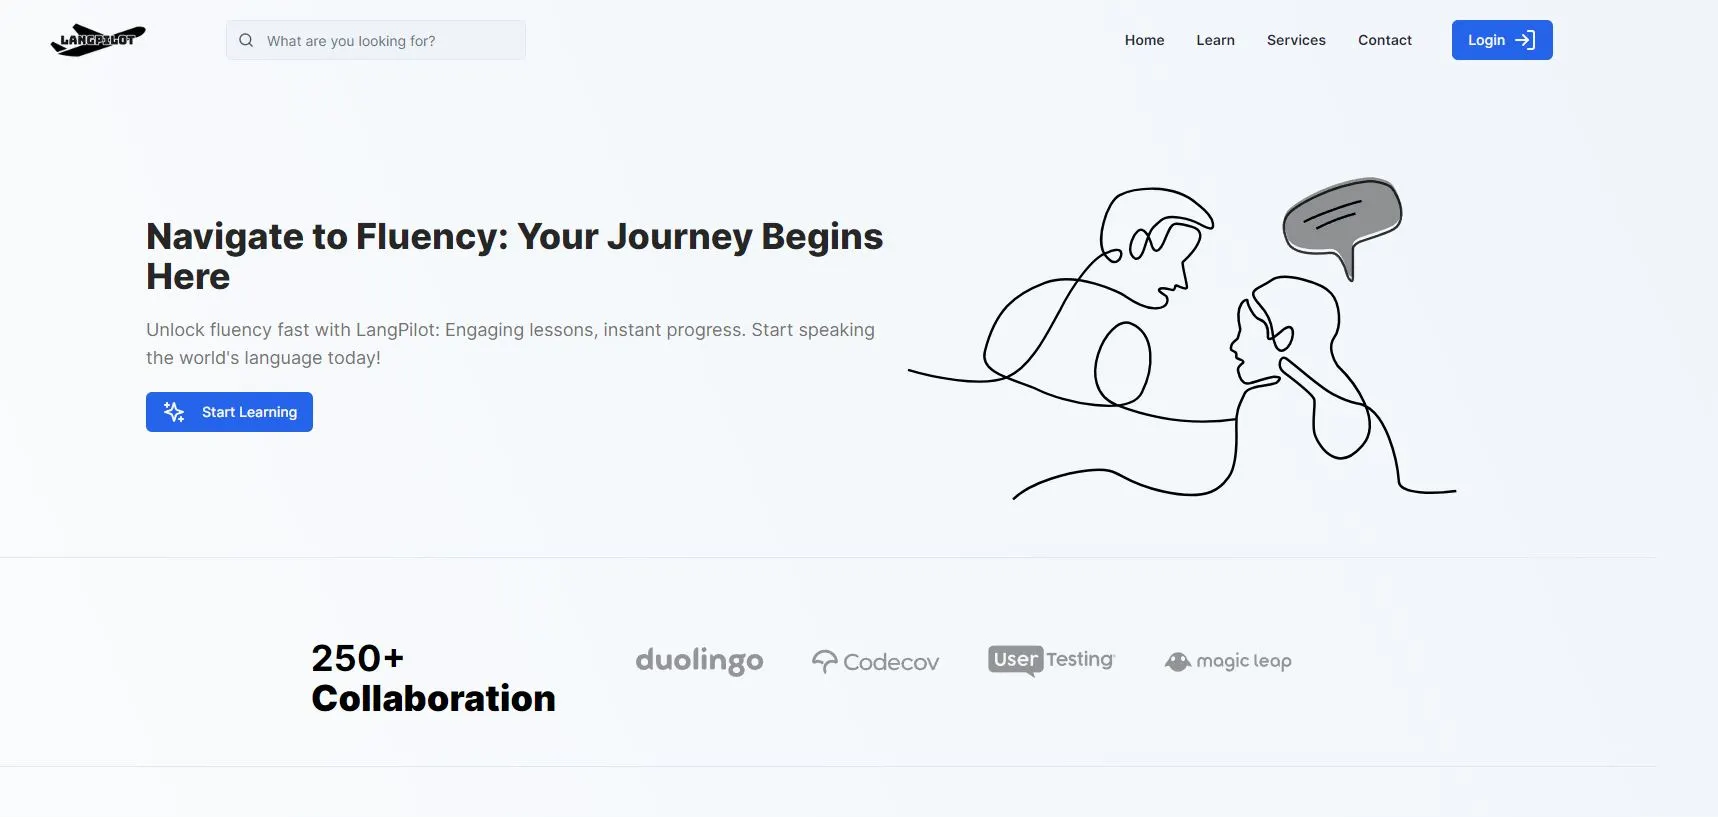 LANGPILOT
What are you looking for?
Home
Learn
Services
Contact
Login
Navigate to Fluency: Your Journey Begins
Here
Unlock fluency fast with LangPilot: Engaging lessons, instant progress. Start speaking
the world's language today!
Start Learning
250+
Collaboration
duolingo
Codecov
UserTesting
magic leap